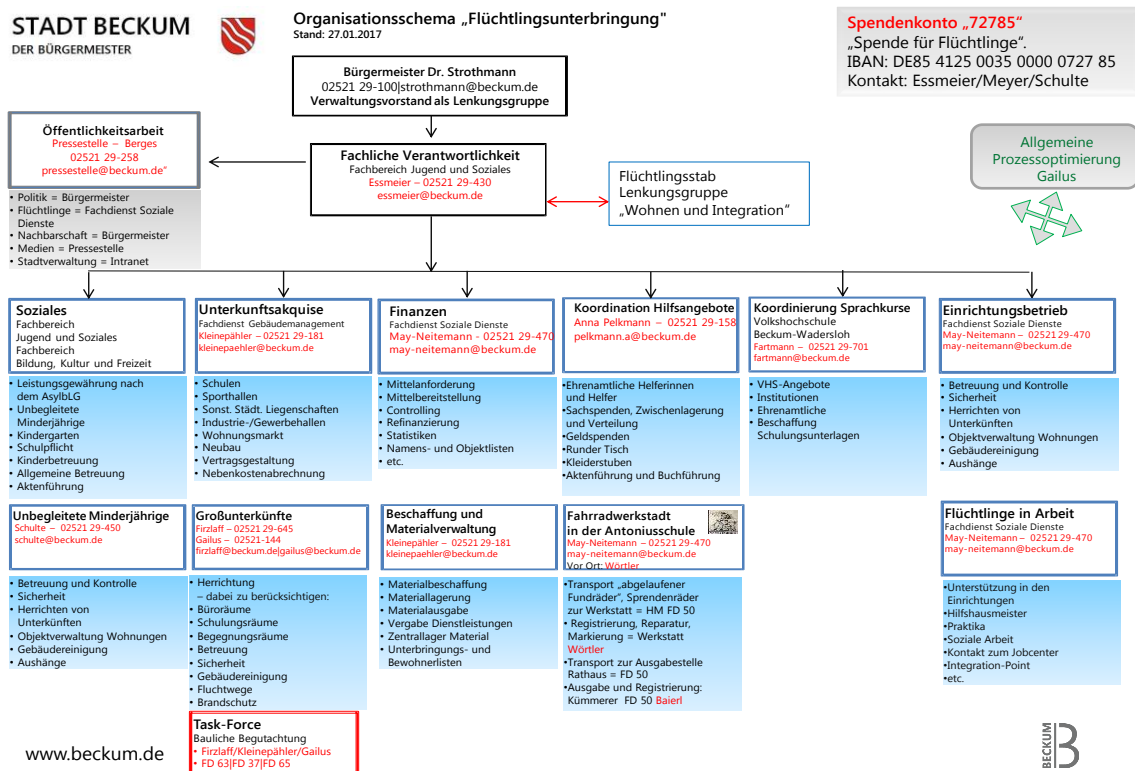 STADT BECKUM
DER BÜRGERMEISTER
Organisationsschema „Flüchtlingsunterbringung"
Stand: 27.01.2017
Spendenkonto „72785“
„Spende für Flüchtlinge“.
IBAN: DE85 4125 0035 0000 0727 85
Kontakt: Essmeier/Meyer/Schulte
Bürgermeister Dr. Strothmann
02521 29-100|strothmann@beckum.de
Verwaltungsvorstand als Lenkungsgruppe
Öffentlichkeitsarbeit
Pressestelle – Berges
02521 29-258
pressestelle@beckum.de“
• Politik = Bürgermeister
• Flüchtlinge = Fachdienst Soziale
Dienste
• Nachbarschaft = Bürgermeister
• Medien = Pressestelle
• Stadtverwaltung = Intranet
Fachliche Verantwortlichkeit
Fachbereich Jugend und Soziales
Essmeier – 02521 29-430
essmeier@beckum.de
Flüchtlingsstab
Lenkungsgruppe
„Wohnen und Integration“
Allgemeine
Prozessoptimierung
Gailus
Soziales
Fachbereich
Jugend und Soziales
Fachbereich
Bildung, Kultur und Freizeit
• Leistungsgewährung nach
dem AsylbLG
• Unbegleitete
Minderjährige
• Kindergarten
• Schulpflicht
• Kinderbetreuung
• Allgemeine Betreuung
• Aktenführung
Unterkunftsakquise
Fachdienst Gebäudemanagement
Kleinepähler – 02521 29-181
kleinepaehler@beckum.de
• Schulen
• Sporthallen
• Sonst. Städt. Liegenschaften
• Industrie-/Gewerbehallen
• Wohnungsmarkt
• Neubau
• Vertragsgestaltung
• Nebenkostenabrechnung
Finanzen
Fachdienst Soziale Dienste
May-Neitemann - 02521 29-470
may-neitemann@beckum.de
• Mittelanforderung
• Mittelbereitstellung
• Controlling
• Refinanzierung
• Statistiken
• Namens- und Objektlisten
• etc.
Koordination Hilfsangebote
Anna Pelkmann – 02521 29-158
pelkmann.a@beckum.de
•Ehrenamtliche Helferinnen
und Helfer
• Sachspenden, Zwischenlagerung
und Verteilung
• Geldspenden
• Runder Tisch
• Kleiderstuben
•Aktenführung und Buchführung
Koordinierung Sprachkurse
Volkshochschule
Beckum-Wadersloh
Fartmann – 02521 29-701
fartmann@beckum.de
• VHS-Angebote
• Institutionen
• Ehrenamtliche
• Beschaffung
Schulungsunterlagen
Einrichtungsbetrieb
Fachdienst Soziale Dienste
May-Neitemann – 02521 29-470
may-neitemann@beckum.de
• Betreuung und Kontrolle
• Sicherheit
• Herrichten von
Unterkünften
• Objektverwaltung Wohnungen
• Gebäudereinigung
• Aushänge
Unbegleitete Minderjährige
Schulte – 02521 29-450
schulte@beckum.de
• Betreuung und Kontrolle
• Sicherheit
• Herrichten von
Unterkünften
• Objektverwaltung Wohnungen
• Gebäudereinigung
• Aushänge
Großunterkünfte
Firzlaff – 02521 29-645
Gailus – 02521-144
firzlaff@beckum.de|gailus@beckum.de
• Herrichtung
– dabei zu berücksichtigen:
• Büroräume
• Schulungsräume
• Begegnungsräume
• Betreuung
• Sicherheit
• Gebäudereinigung
• Fluchtwege
• Brandschutz
Task-Force
Bauliche Begutachtung
• Firzlaff/Kleinepähler/Gailus
• FD 63|FD 37|FD 65
Beschaffung und
Materialverwaltung
Kleinepähler – 02521 29-181
kleinepaehler@beckum.de
• Materialbeschaffung
• Materiallagerung
• Materialausgabe
• Vergabe Dienstleistungen
• Zentrallager Material
• Unterbringungs- und
Bewohnerlisten
Fahrradwerkstadt
in der Antoniusschule
May-Neitemann – 02521 29-470
may-neitemann@beckum.de
Vor Ort: Wörtler
•Transport „abgelaufener
Fundräder“, Sprendenräder
zur Werkstatt = HM FD 50
• Registrierung, Reparatur,
Markierung = Werkstatt
Wörtler
•Transport zur Ausgabestelle
Rathaus = FD 50
•Ausgabe und Registrierung:
Kümmerer FD 50 Baierl
Flüchtlinge in Arbeit
Fachdienst Soziale Dienste
May-Neitemann – 02521 29-470
may-neitemann@beckum.de
•Unterstützung in den
Einrichtungen
•Hilfshausmeister
•Praktika
•Soziale Arbeit
•Kontakt zum Jobcenter
•Integration-Point
•etc.
www.beckum.de
BECKUM
B